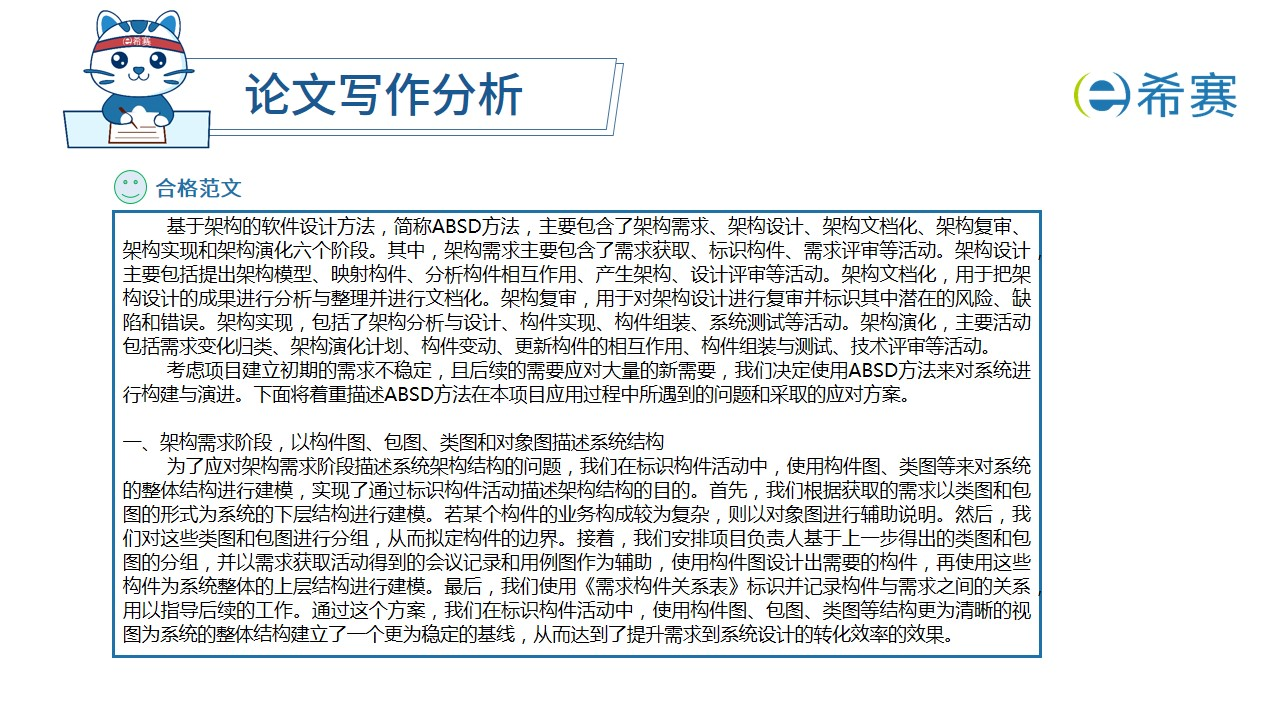 希赛
论文写作分析
希赛
合格范文
基于架构的软件设计方法，简称ABSD方法，主要包含了架构需求、架构设计、架构文档化、架构复审、
架构实现和架构演化六个阶段。其中，架构需求主要包含了需求获取、标识构件、需求评审等活动。架构设计，
主要包括提出架构模型、映射构件、分析构件相互作用、产生架构、设计评审等活动。架构文档化，用于把架
构设计的成果进行分析与整理并进行文档化。架构复审，用于对架构设计进行复审并标识其中潜在的风险、缺
陷和错误。架构实现，包括了架构分析与设计、构件实现、构件组装、系统测试等活动。架构演化，主要活动
包括需求变化归类、架构演化计划、构件变动、更新构件的相互作用、构件组装与测试、技术评审等活动。
考虑项目建立初期的需求不稳定，且后续的需要应对大量的新需要，我们决定使用ABSD方法来对系统进
行构建与演进。下面将着重描述ABSD方法在本项目应用过程中所遇到的问题和采取的应对方案。
一、架构需求阶段，以构件图、包图、类图和对象图描述系统结构
为了应对架构需求阶段描述系统架构结构的问题，我们在标识构件活动中，使用构件图、类图等来对系统
的整体结构进行建模，实现了通过标识构件活动描述架构结构的目的。首先，我们根据获取的需求以类图和包
图的形式为系统的下层结构进行建模。若某个构件的业务构成较为复杂，则以对象图进行辅助说明。然后，我
们对这些类图和包图进行分组，从而拟定构件的边界。接着，我们安排项目负责人基于上一步得出的类图和包
图的分组，并以需求获取活动得到的会议记录和用例图作为辅助，使用构件图设计出需要的构件，再使用这些
构件为系统整体的上层结构进行建模。最后，我们使用《需求构件关系表》标识并记录构件与需求之间的关系，
用以指导后续的工作。通过这个方案，我们在标识构件活动中，使用构件图、包图、类图等结构更为清晰的视
图为系统的整体结构建立了一个更为稳定的基线，从而达到了提升需求到系统设计的转化效率的效果。